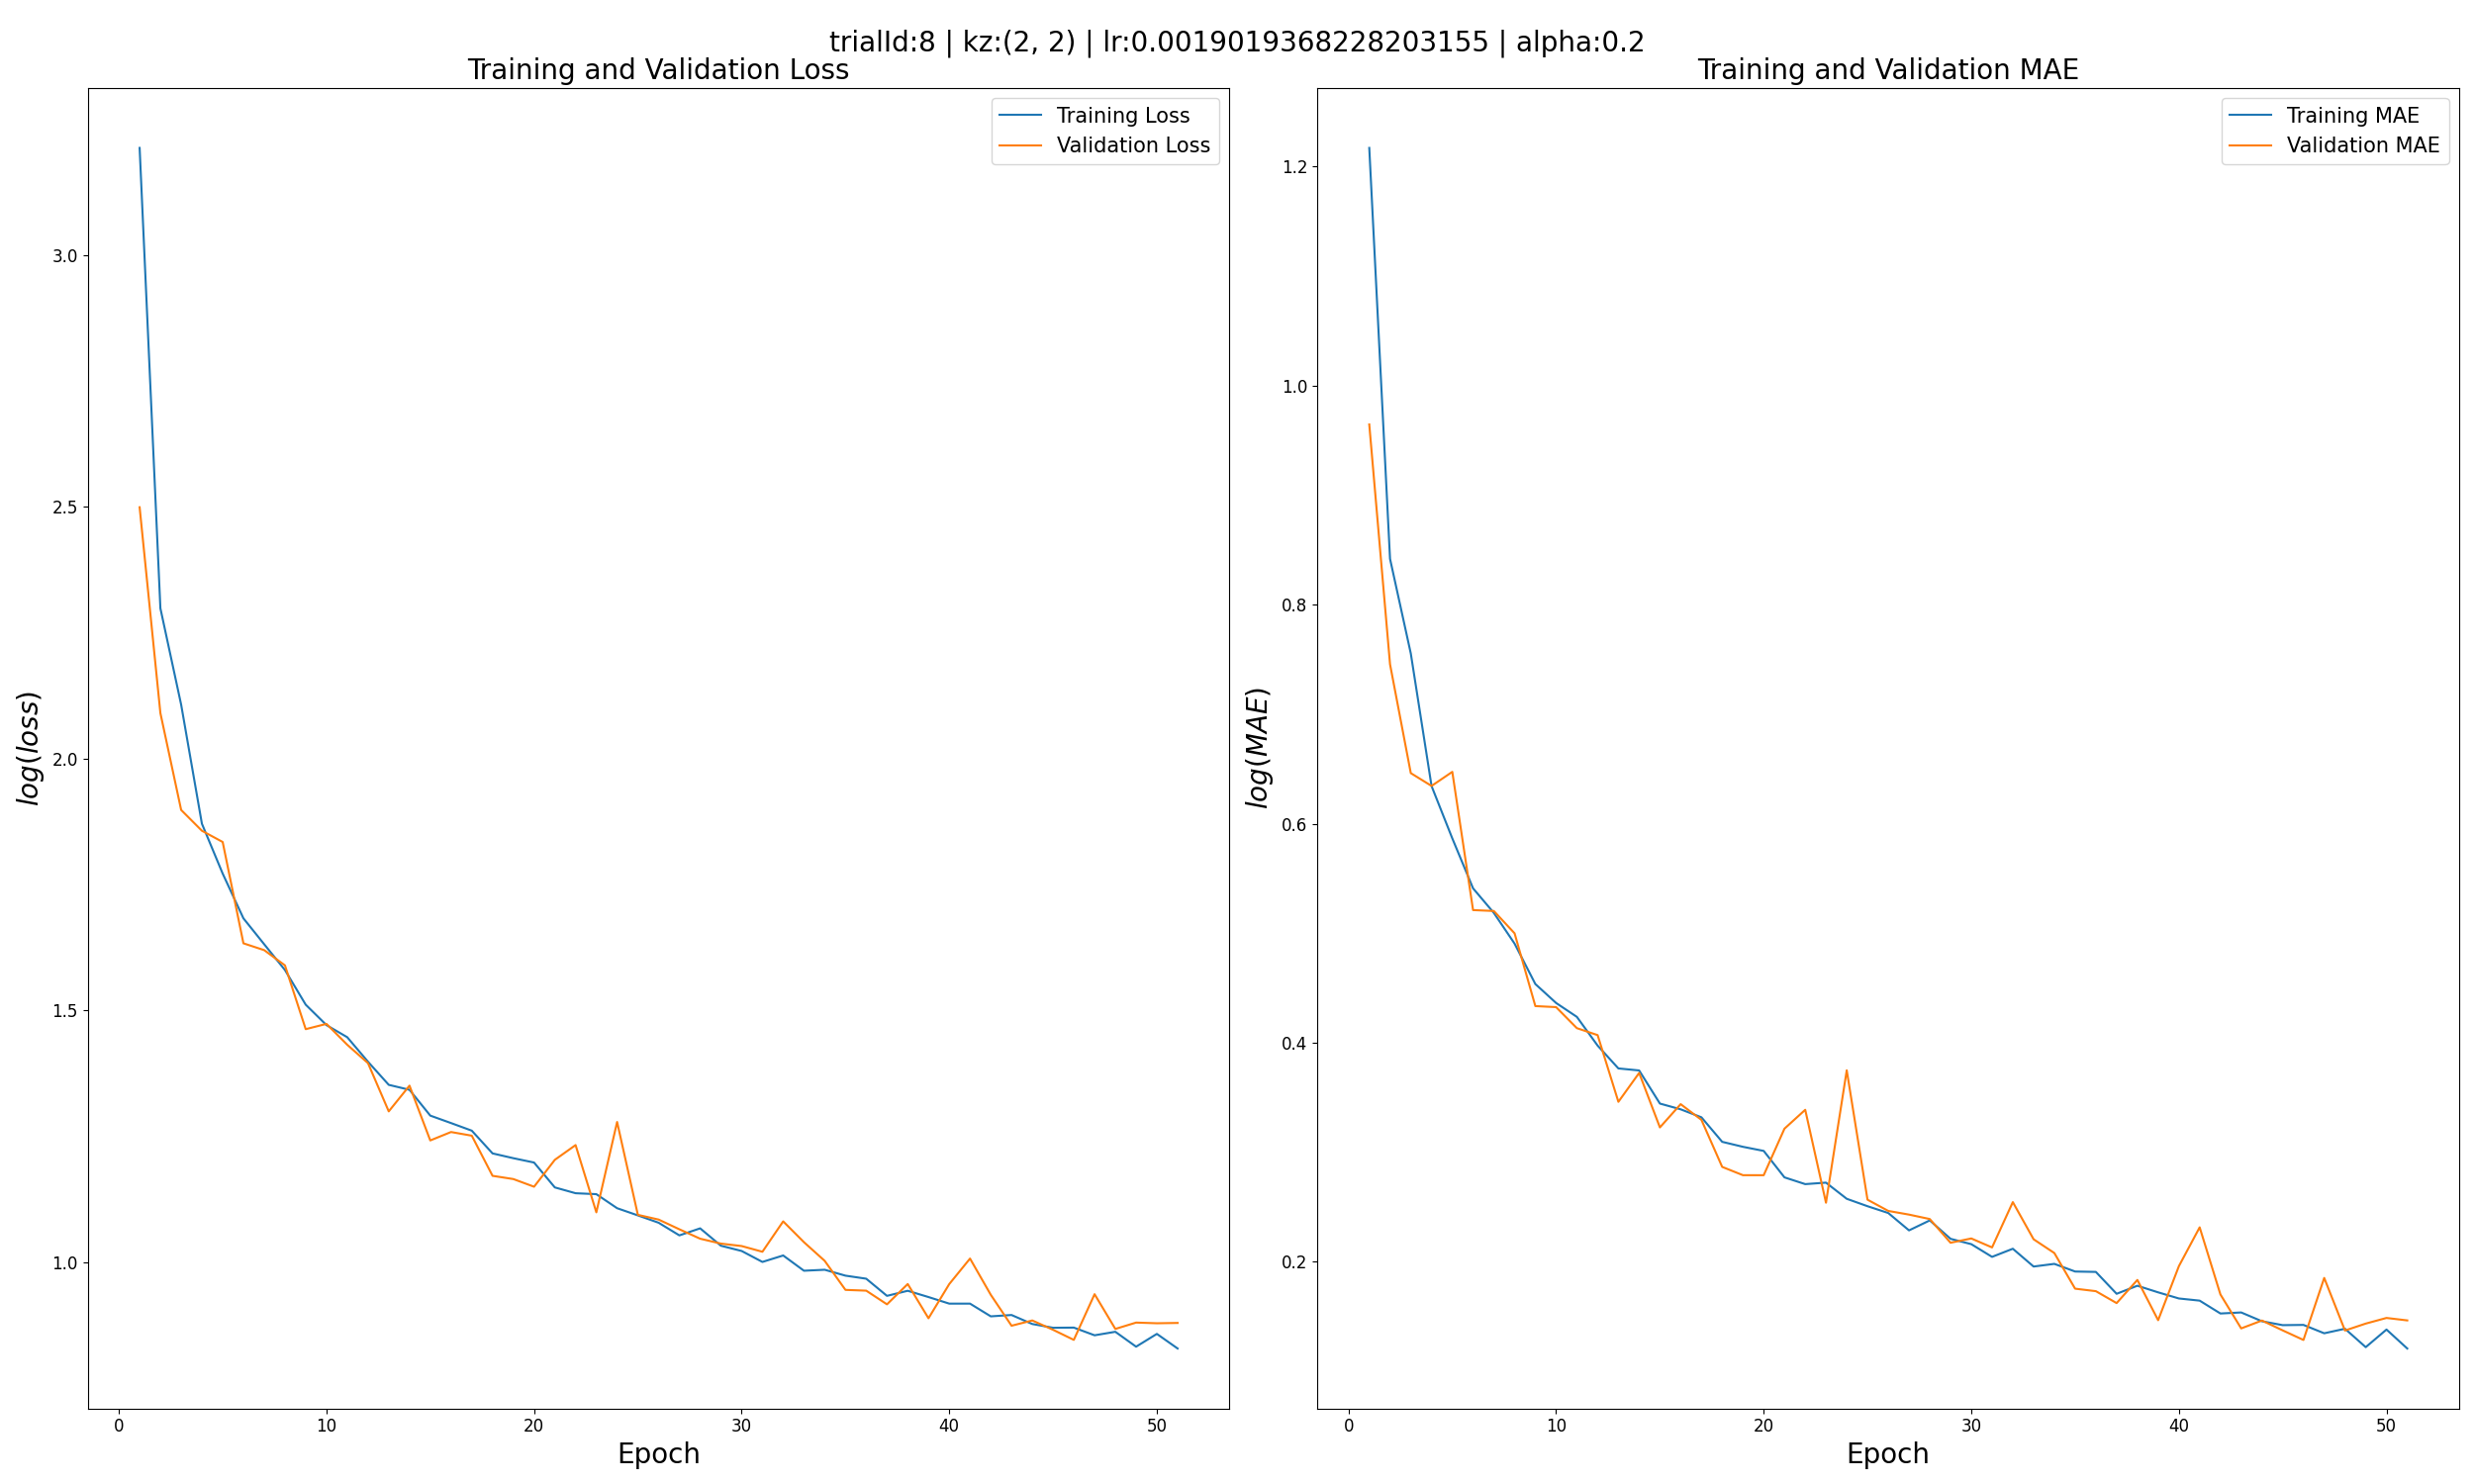 trialId:8 | kz:(2, 2) | lr:0.0019019368228203155 | alpha:0.2
Training and Validation Loss
Training Loss
Validation Loss
3.0
2.5
2.0
1.5
1.0
log(loss)
0 10 20 30 40 50
Epoch
Training and Validation MAE
Training MAE
Validation MAE
1.2
1.0
0.8
0.6
0.4
0.2
log(MAE)
0 10 20 30 40 50
Epoch